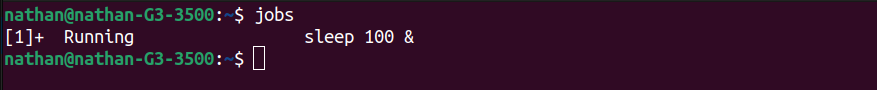 nathan@nathan-G3-3500:~$ jobs
[1]+  Running                 sleep 100 &
nathan@nathan-G3-3500:~$